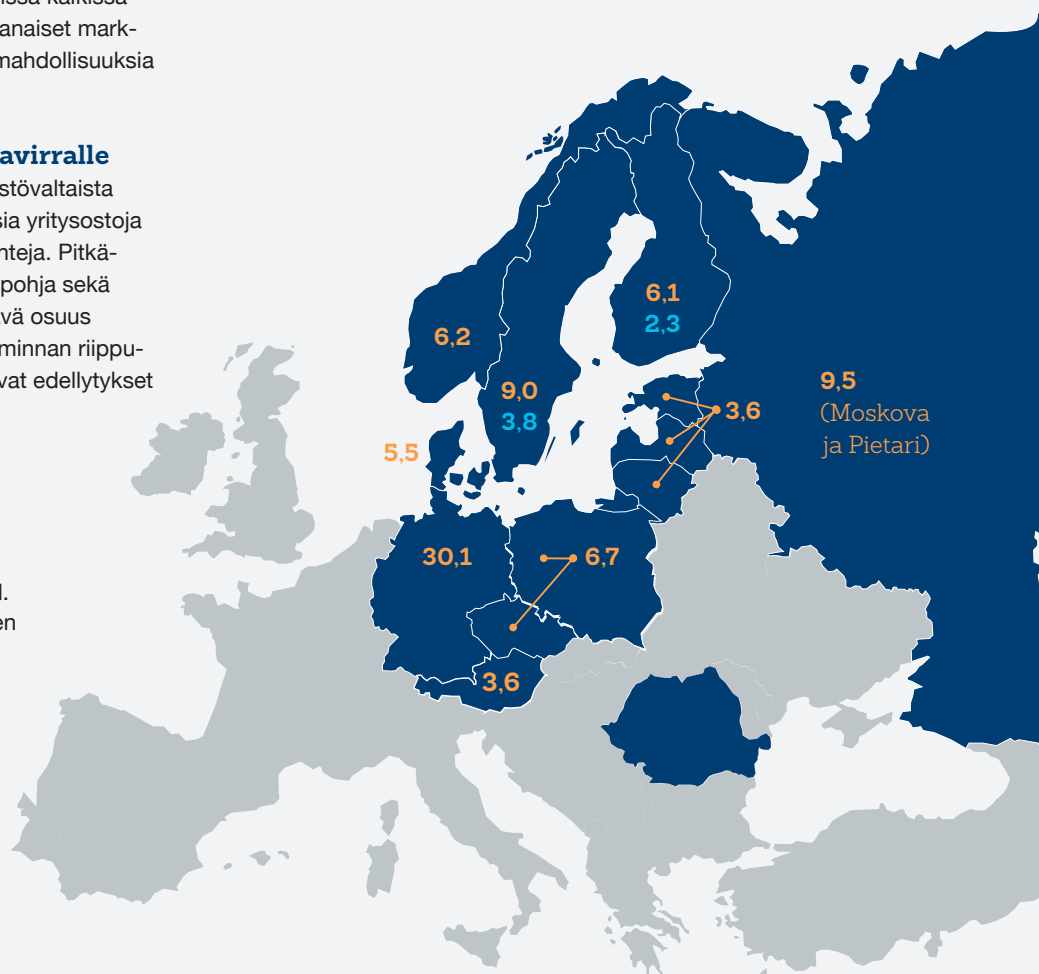 anaiset mark-
mahdollisuuksia
avirralle
stövaltaista
sia yritysostoja
nteja. Pitkä-
pohja sekä
vä osuus
minnan riippu-
vat edellytykset
en
6,1
2,3
6,2
9,0
3,8
5,5
3,6
9,5
(Moskova
ja Pietari)
30,1
6,7
3,6